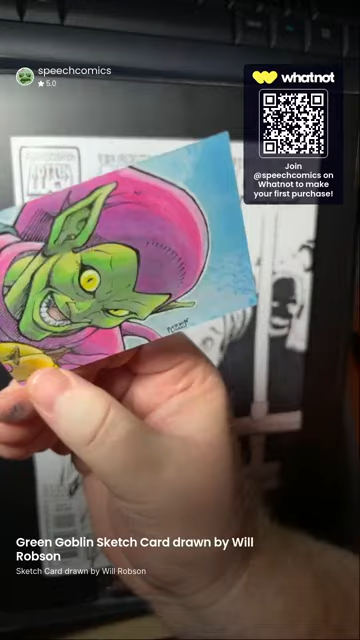 speechcomics
★ 5.0
whatnot
Join
@speechcomics on
Whatnot to make
your first purchase!
Green Goblin Sketch Card drawn by Will
Robson
Sketch Card drawn by Will Robson